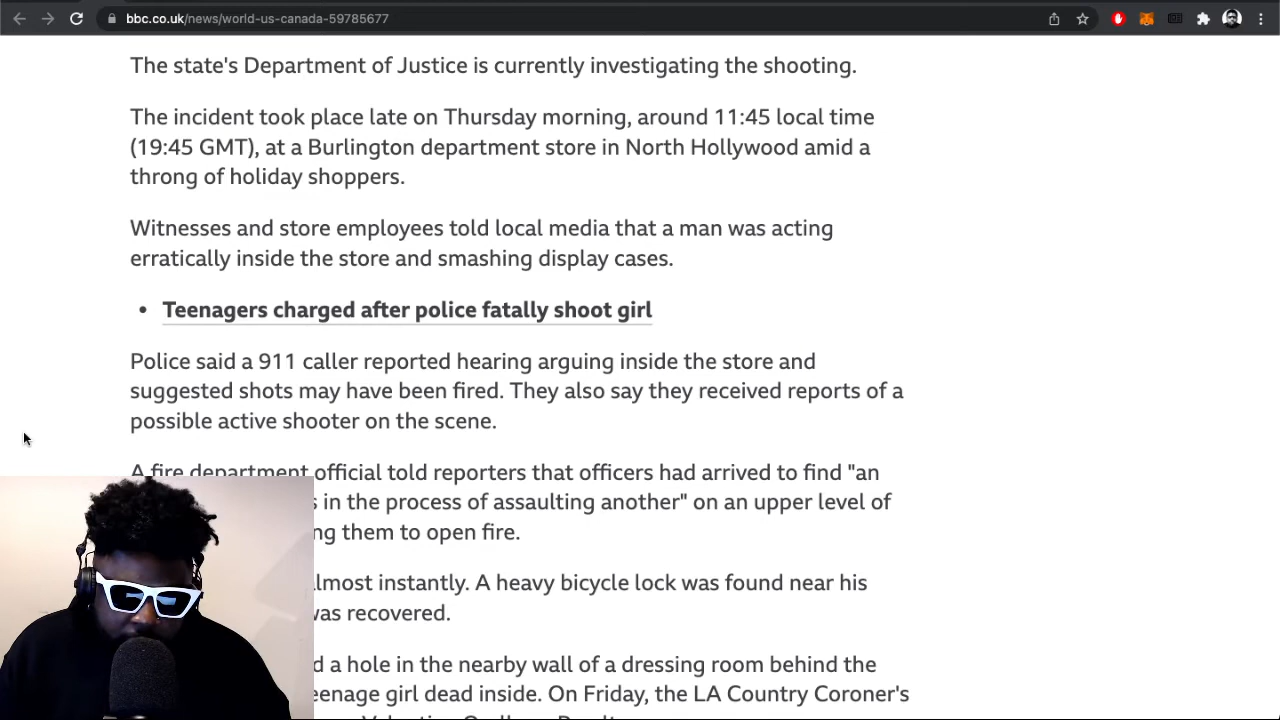 bbc.co.uk/news/world-us-canada-59785677
The state's Department of Justice is currently investigating the shooting.
The incident took place late on Thursday morning, around 11:45 local time
(19:45 GMT), at a Burlington department store in North Hollywood amid a
throng of holiday shoppers.
Witnesses and store employees told local media that a man was acting
erratically inside the store and smashing display cases.
• Teenagers charged after police fatally shoot girl
Police said a 911 caller reported hearing arguing inside the store and
suggested shots may have been fired. They also say they received reports of a
possible active shooter on the scene.
A fire department official told reporters that officers had arrived to find "an
in the process of assaulting another" on an upper level of
them to open fire.
almost instantly. A heavy bicycle lock was found near his
was recovered.
a hole in the nearby wall of a dressing room behind the
teenage girl dead inside. On Friday, the LA Country Coroner's